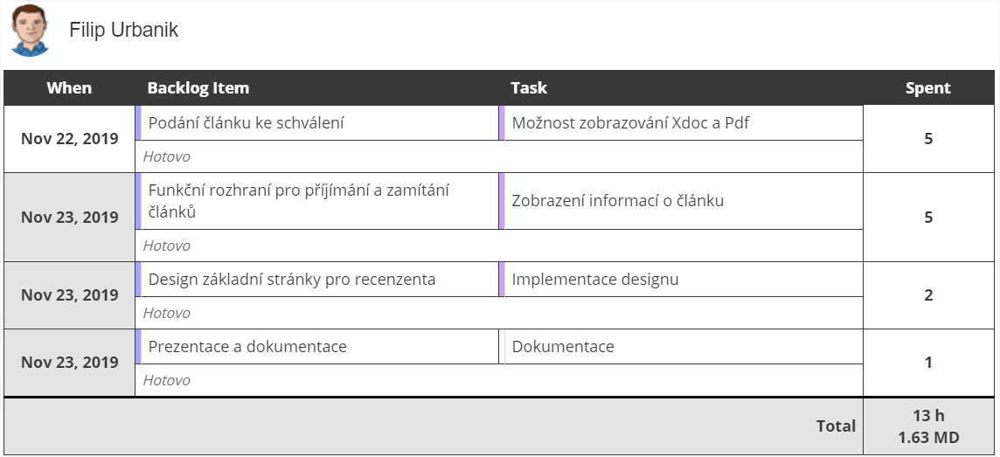 Filip Urbanik
When Backlog Item Task Spent
Nov 22, 2019 Podání článku ke schválení Možnost zobrazování Xdoc a Pdf 5
Hotovo
Nov 23, 2019 Funkční rozhraní pro příjímání a zamítání
článků Zobrazení informací o článku 5
Hotovo
Nov 23, 2019 Design základní stránky pro recenzenta Implementace designu 2
Hotovo
Nov 23, 2019 Prezentace a dokumentace Dokumentace 1
Hotovo
Total 13 h
1.63 MD